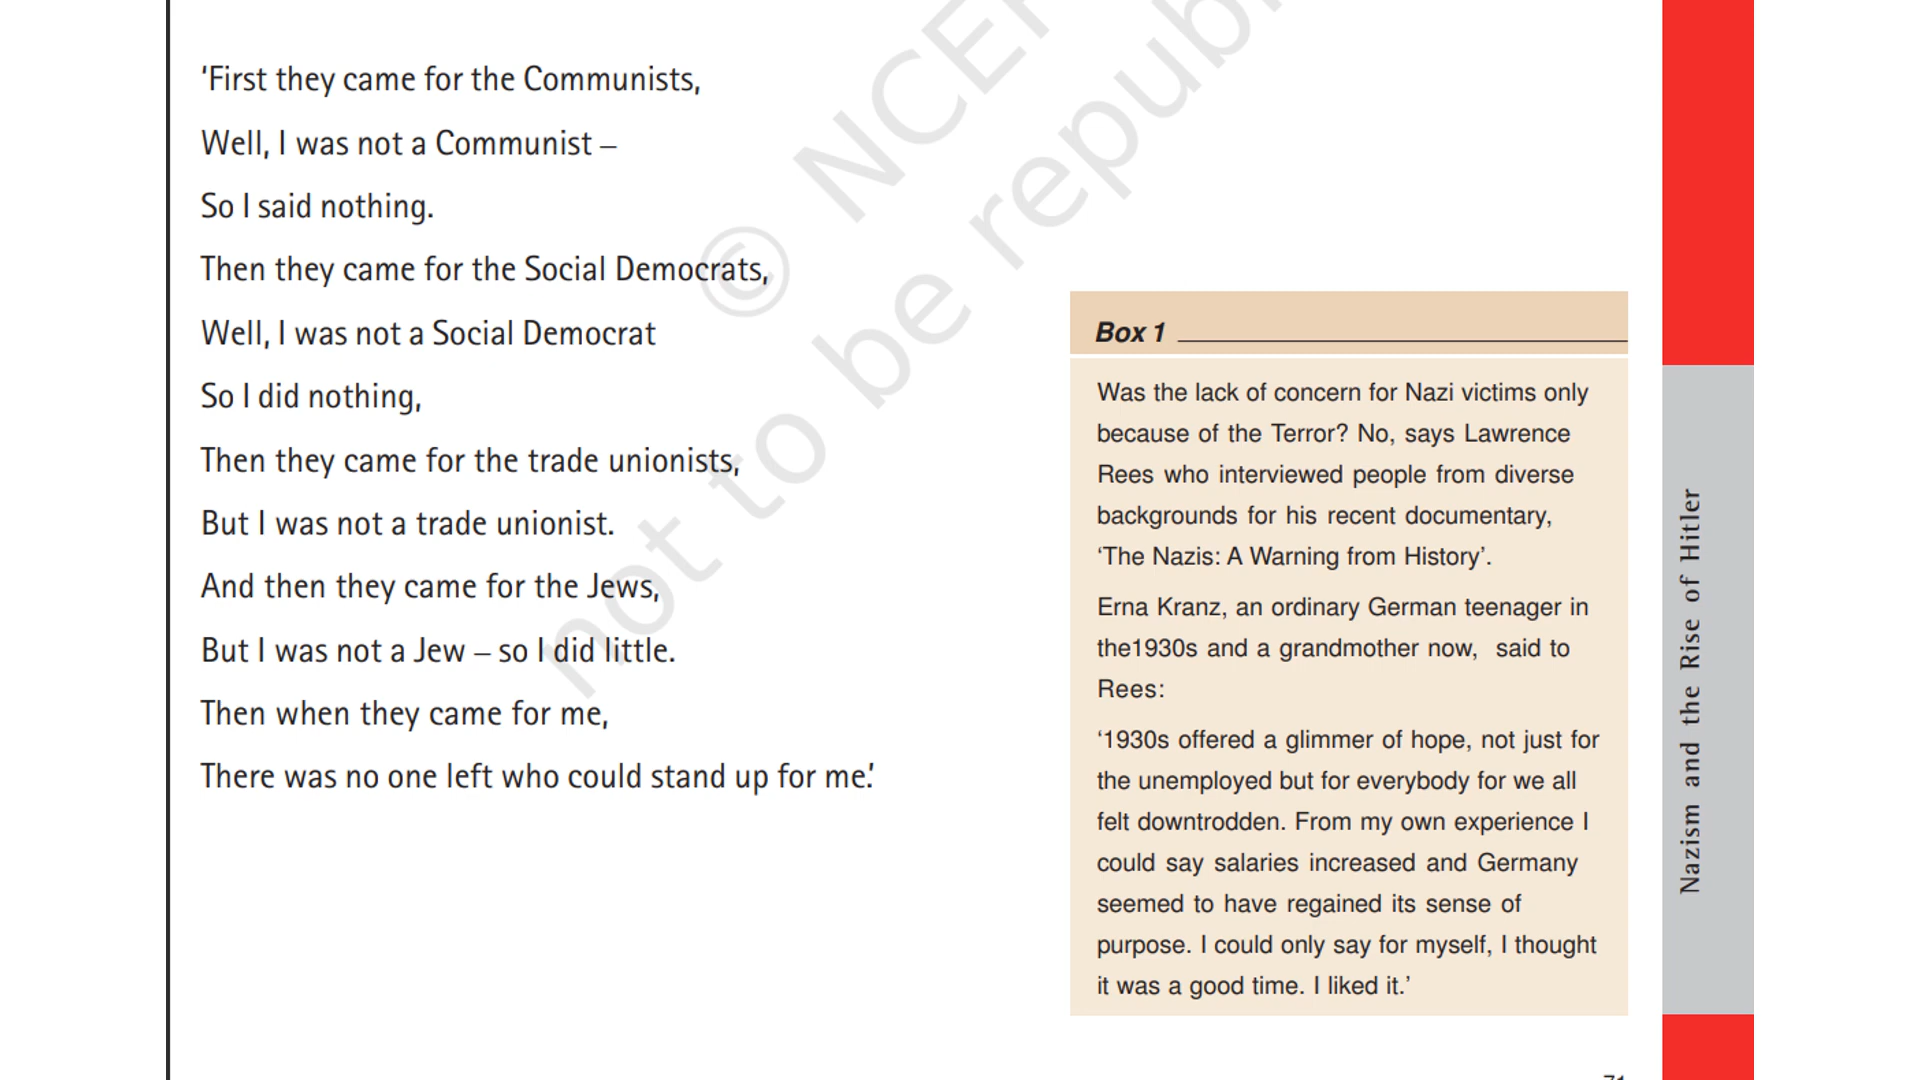 ‘First they came for the Communists,
Well, I was not a Communist –
So I said nothing.
Then they came for the Social Democrats,
Well, I was not a Social Democrat
So I did nothing,
Then they came for the trade unionists,
But I was not a trade unionist.
And then they came for the Jews,
But I was not a Jew – so I did little.
Then when they came for me,
There was no one left who could stand up for me.’
Box 1
Was the lack of concern for Nazi victims only
because of the Terror? No, says Lawrence
Rees who interviewed people from diverse
backgrounds for his recent documentary,
‘The Nazis: A Warning from History’.
Erna Kranz, an ordinary German teenager in
the1930s and a grandmother now, said to
Rees:
‘1930s offered a glimmer of hope, not just for
the unemployed but for everybody for we all
felt downtrodden. From my own experience I
could say salaries increased and Germany
seemed to have regained its sense of
purpose. I could only say for myself, I thought
it was a good time. I liked it.’
Nazism and the Rise of Hitler
©
not to be